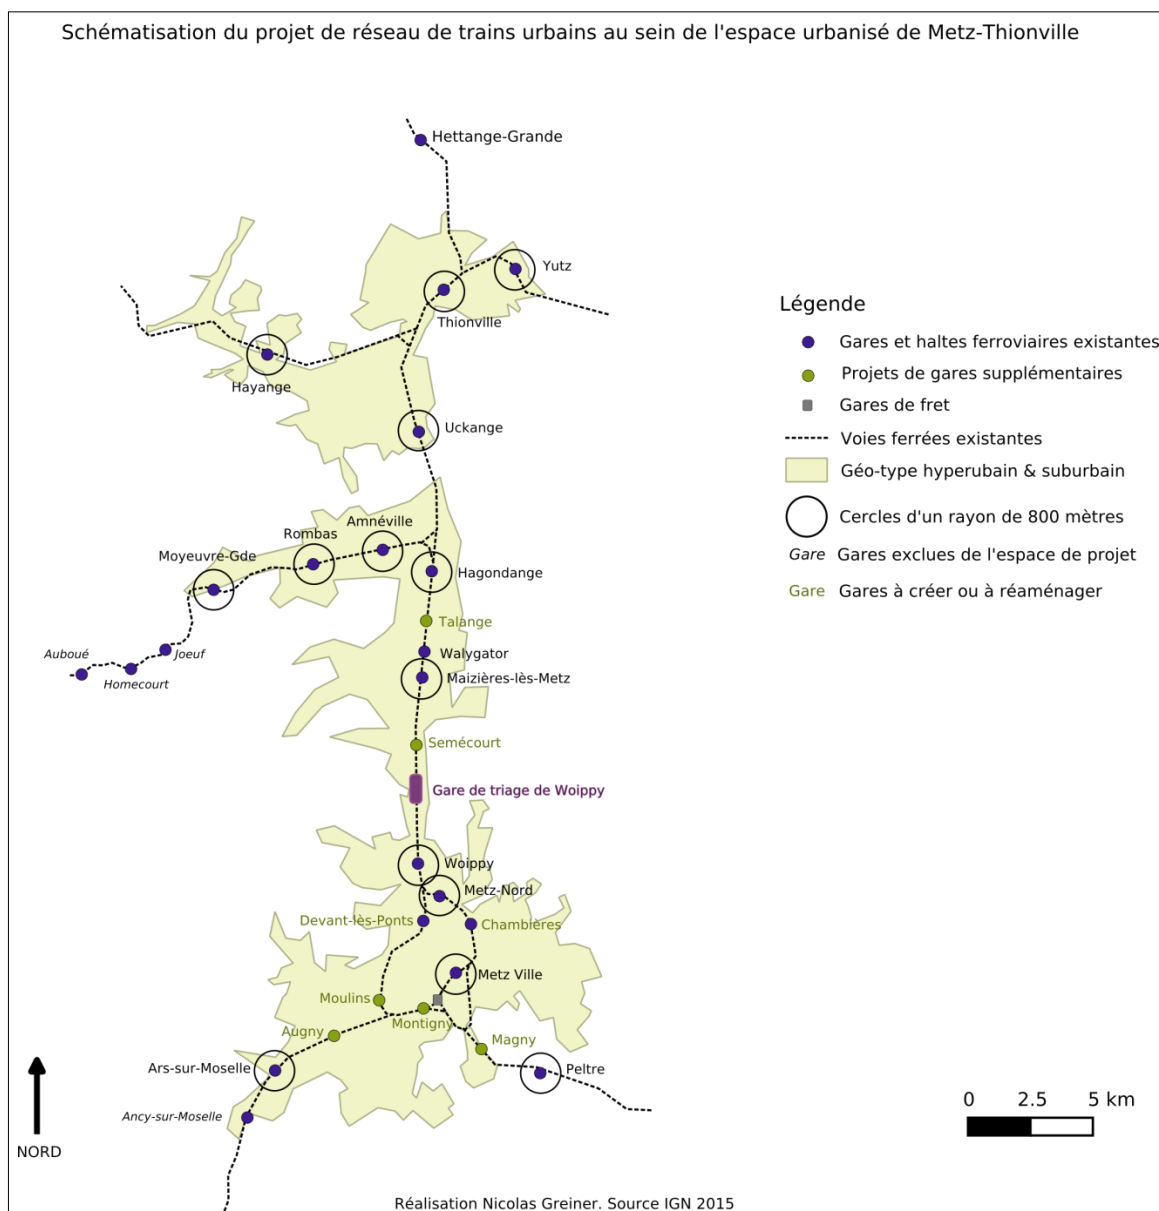 Schématisation du projet de réseau de trains urbains au sein de l'espace urbanisé de Metz-Thionville
Hettange-Grande
Yutz
Thionville
Hayange
Uckange
Légende
Gares et haltes ferroviaires existantes
Projets de gares supplémentaires
Gares de fret
Voies ferrées existantes
Géo-type hyperubain & suburbain
Cercles d'un rayon de 800 mètres
Gare Gares exclues de l'espace de projet
Gare Gares à créer ou à réaménager
Amnéville
Rombas
Moyeuvre-Gde
Hagondange
Talange
Auboué
Joeuf
Homecourt
Walygator
Maizières-lès-Metz
Semécourt
Gare de triage de Woippy
Woippy
Metz-Nord
Devant-lès-Ponts
Chambières
Metz Ville
Moulins
Montigny
Augny
Magny
Ars-sur-Moselle
Peltre
Ancy-sur-Moselle
NORD
0 2.5 5 km
Réalisation Nicolas Greiner. Source IGN 2015